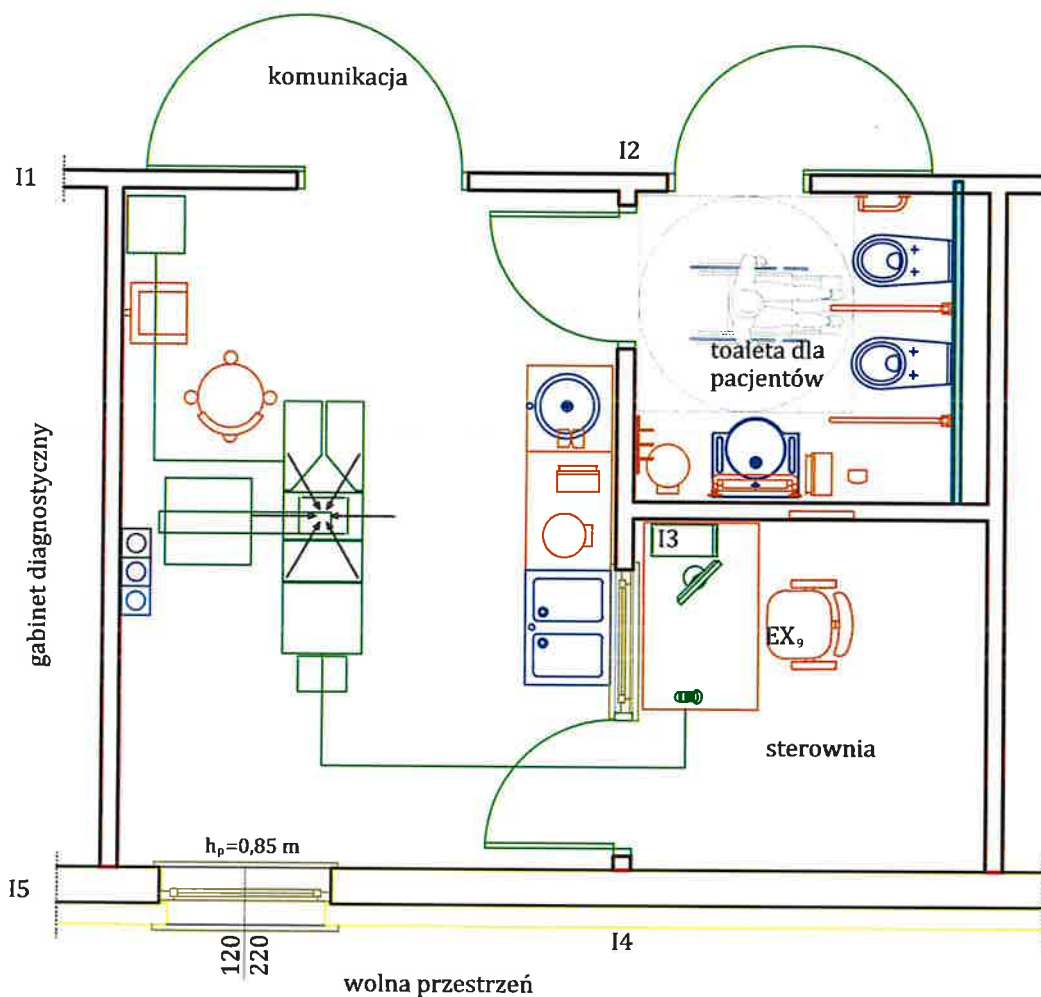 komunikacja
I2
I1
toaleta dla
pacjentów
gabinet diagnostyczny
I3
EX₉
sterownia
hₚ=0,85 m
I5
I4
120
220
wolna przestrzeń